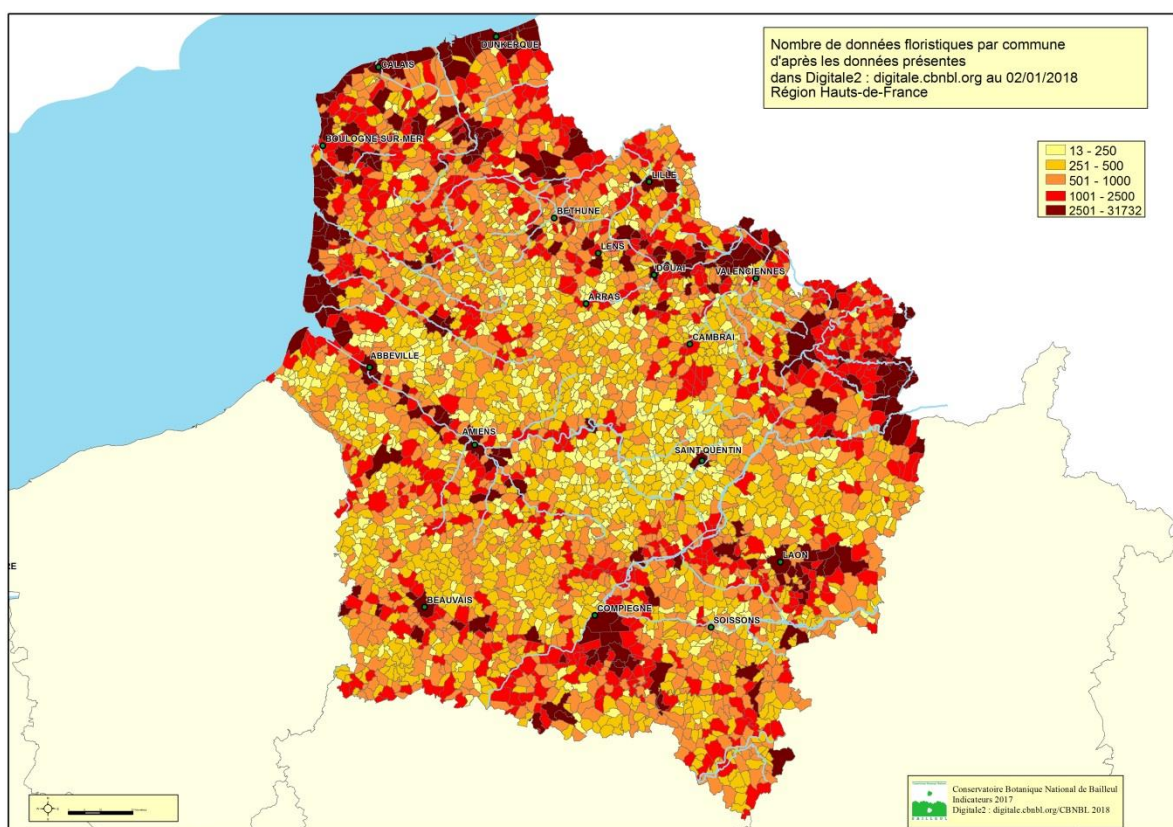 DUNKERQUE
Nombre de données floristiques par commune
d'après les données présentes
dans Digitale2 : digitale.cbnbl.org au 02/01/2018
Région Hauts-de-France
CALAIS
BOULOGNE-SUR-MER
13 - 250
251 - 500
501 - 1000
1001 - 2500
2501 - 31732
LILLE
BETHUNE
LENS
DOUAI
VALENCIENNES
ARRAS
CAMBRAI
ABBEVILLE
AMIENS
SAINT QUENTIN
LAON
RE
BEAUVAIS
COMPIEGNE
SOISSONS
Conservatoire Botanique National de Bailleul
Indicateurs 2017
Digitale2 : digitale.cbnbl.org/CBNBL 2018
BAILLEUL